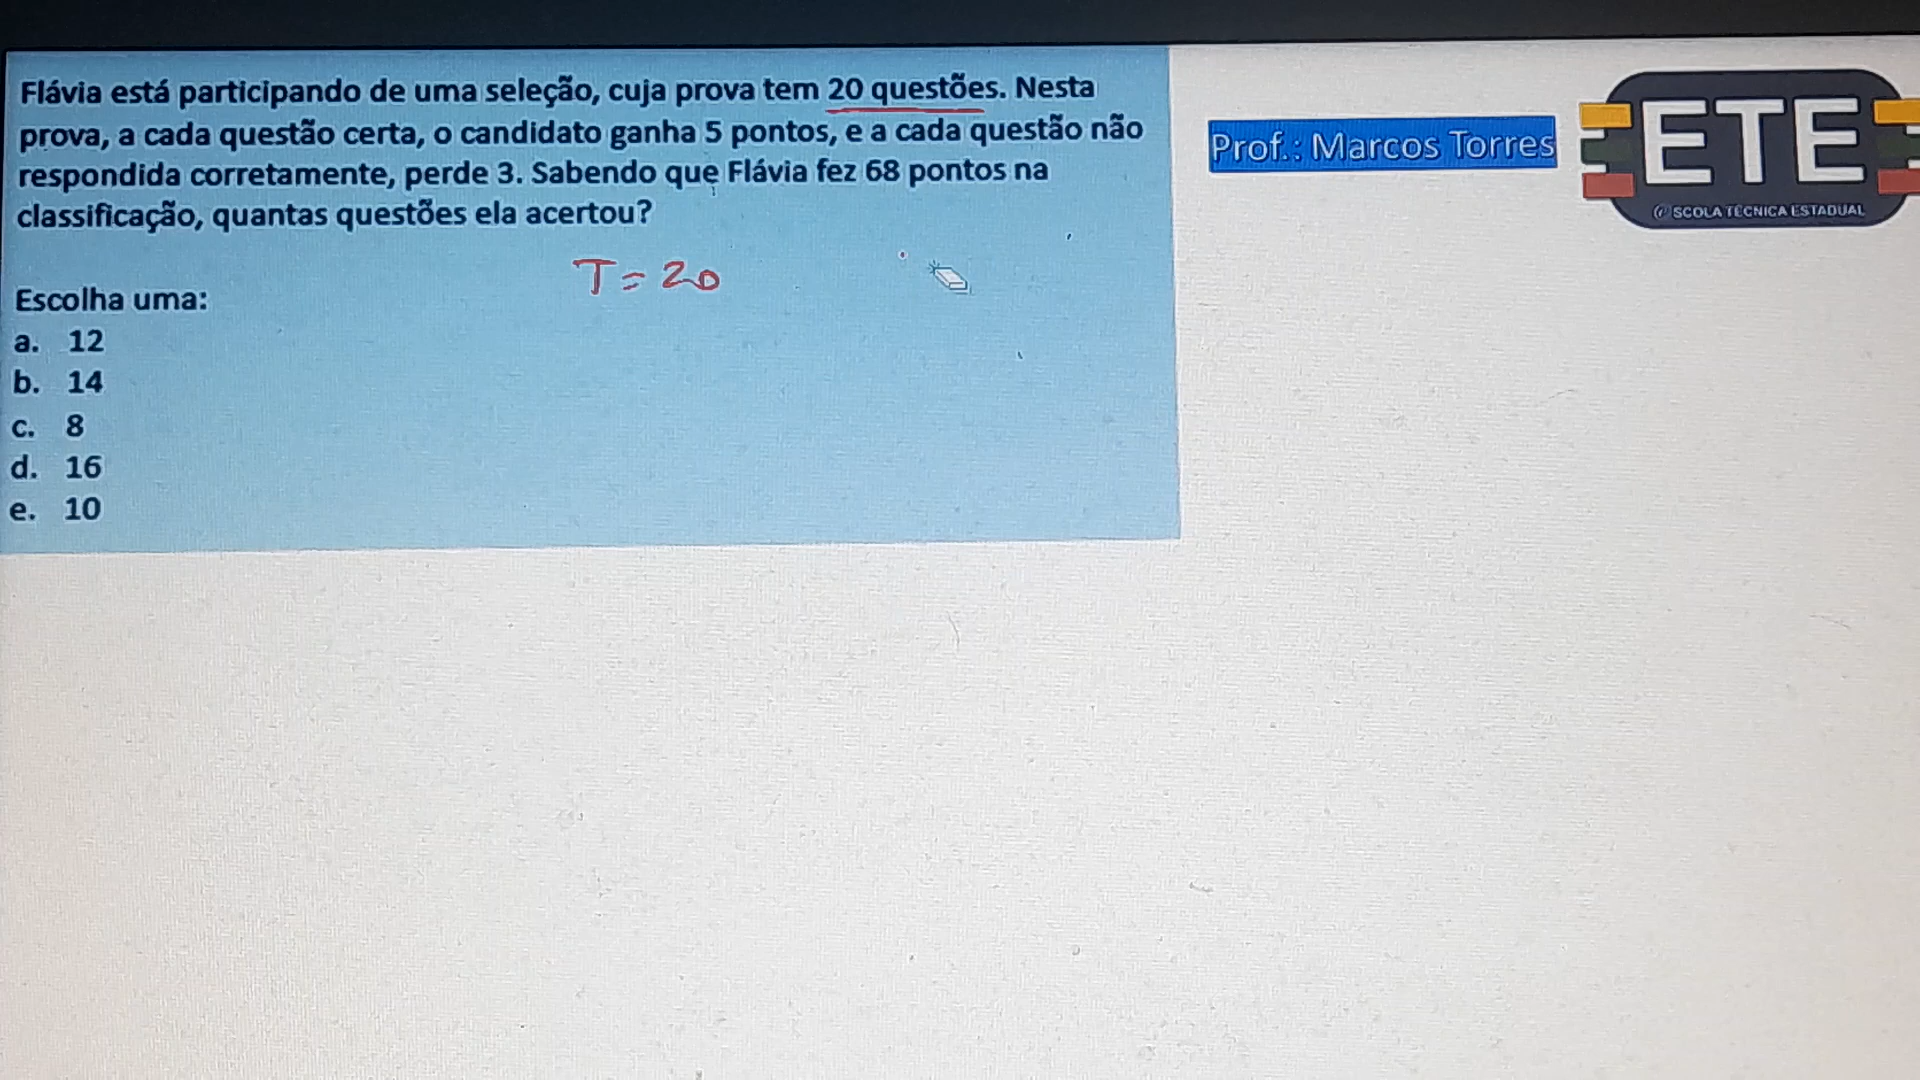 Flávia está participando de uma seleção, cuja prova tem 20 questões. Nesta
prova, a cada questão certa, o candidato ganha 5 pontos, e a cada questão não
respondida corretamente, perde 3. Sabendo que Flávia fez 68 pontos na
classificação, quantas questões ela acertou?
T = 20
Escolha uma:
a. 12
b. 14
c. 8
d. 16
e. 10
Prof.: Marcos Torres
ETE
ESCOLA TÉCNICA ESTADUAL